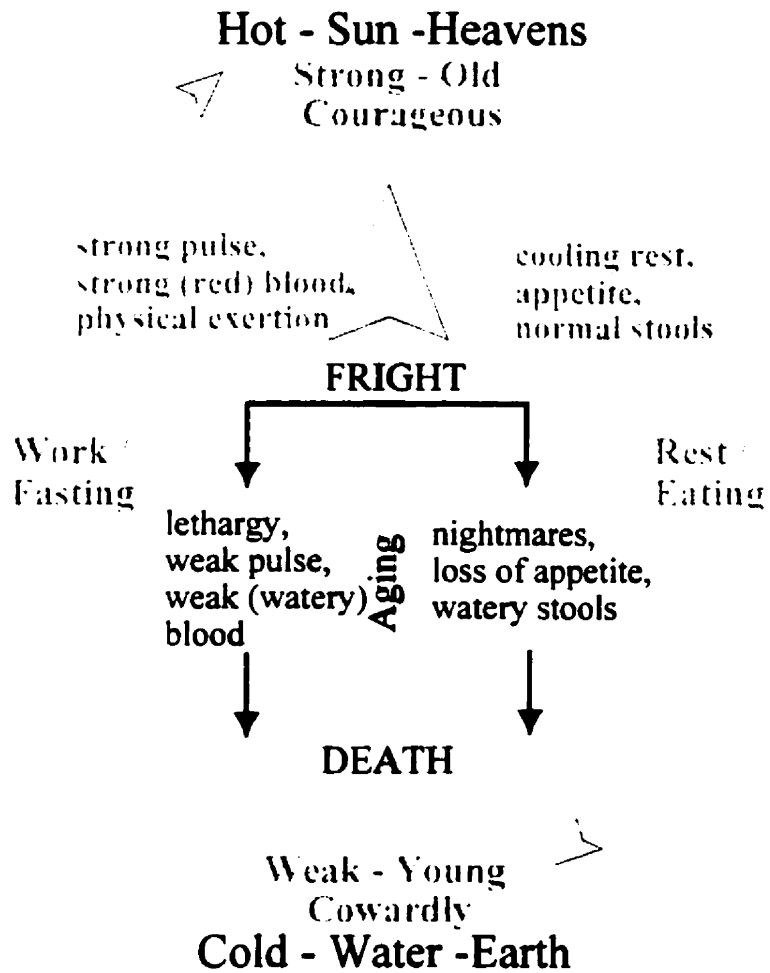 Hot - Sun -Heavens
Strong - Old
Courageous
strong pulse,
strong (red) blood,
physical exertion
cooling rest,
appetite,
normal stools
FRIGHT
Work
Fasting
Rest
Eating
lethargy,
weak pulse,
weak (watery)
blood
Aging
nightmares,
loss of appetite,
watery stools
DEATH
Weak - Young
Cowardly
Cold - Water -Earth